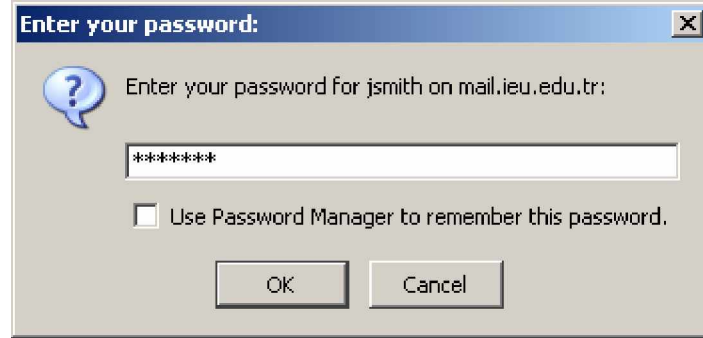 Enter your password:
Enter your password for jsmith on mail.ieu.edu.tr:
*******
Use Password Manager to remember this password.
OK Cancel